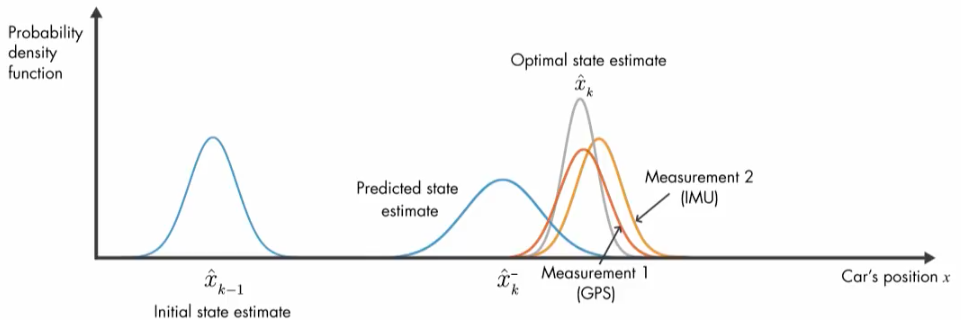 Probability
density
function
Optimal state estimate
x̂ₖ
Predicted state
estimate
Measurement 2
(IMU)
x̂ₖ₋₁
Initial state estimate
x̂ₖ⁻
Measurement 1
(GPS)
Car's position x